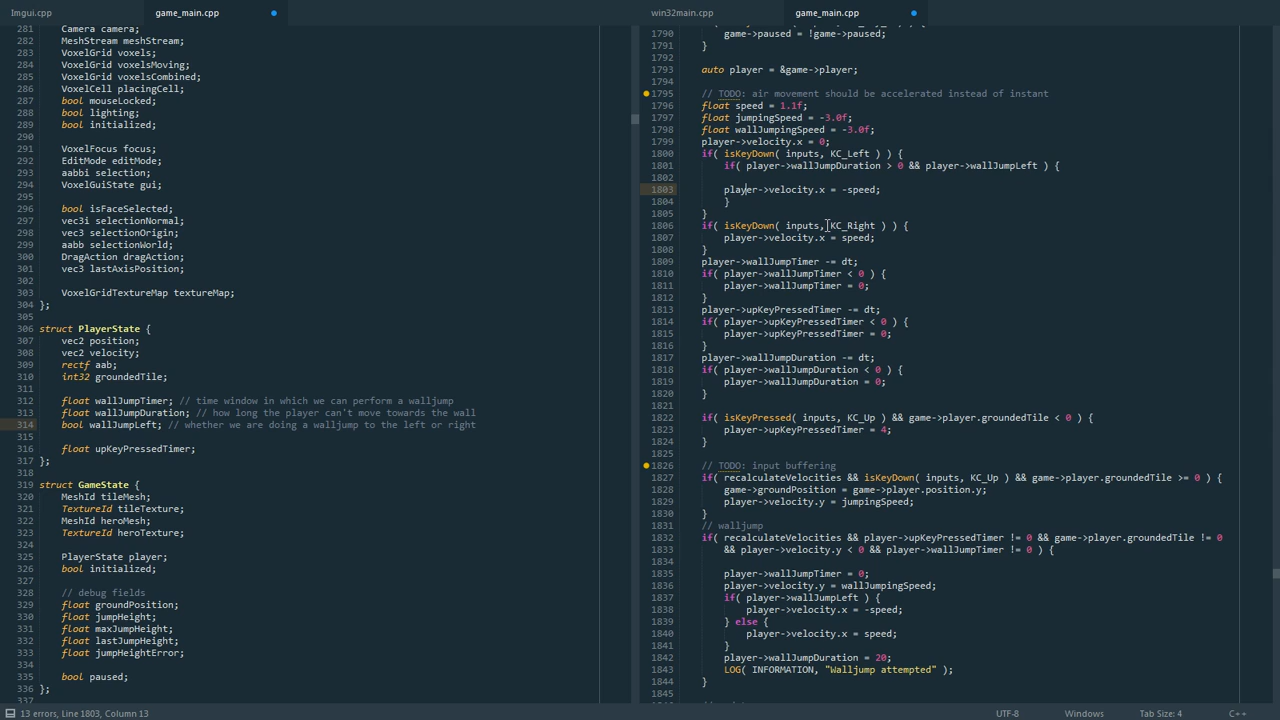 Imgui.cpp
game_main.cpp
281 Camera camera;
282 MeshStream meshStream;
283 VoxelGrid voxels;
284 VoxelGrid voxelsMoving;
285 VoxelGrid voxelsCombined;
286 VoxelCell placingCell;
287 bool mouseLocked;
288 bool lighting;
289 bool initialized;
290
291 VoxelFocus focus;
292 EditMode editMode;
293 aabbi selection;
294 VoxelGuiState gui;
295
296 bool isFaceSelected;
297 vec3i selectionNormal;
298 vec3i selectionOrigin;
299 aabb selectionWorld;
300 DragAction dragAction;
301 vec3 lastAxisPosition;
302
303 VoxelGridTextureMap textureMap;
304 };
305
306 struct PlayerState {
307 vec2 position;
308 vec2 velocity;
309 rectf aab;
310 int32 groundedTile;
311
312 float wallJumpTimer; // time window in which we can perform a walljump
313 float wallJumpDuration; // how long the player can't move towards the wall
314 bool wallJumpLeft; // whether we are doing a walljump to the left or right
315
316 float upKeyPressedTimer;
317 };
318
319 struct GameState {
320 MeshId tileMesh;
321 TextureId tileTexture;
322 MeshId heroMesh;
323 TextureId heroTexture;
324
325 PlayerState player;
326 bool initialized;
327
328 // debug fields
329 float groundPosition;
330 float jumpHeight;
331 float maxJumpHeight;
332 float lastJumpHeight;
333 float jumpHeightError;
334
335 bool paused;
336 };
337
win32main.cpp
game_main.cpp
1790 game->paused = !game->paused;
1791 }
1792
1793 auto player = &game->player;
1794
1795 // TODO: air movement should be accelerated instead of instant
1796 float speed = 1.1f;
1797 float jumpingSpeed = -3.0f;
1798 float wallJumpingSpeed = -3.0f;
1799 player->velocity.x = 0;
1800 if( isKeyDown( inputs, KC_Left ) ) {
1801 if( player->wallJumpDuration > 0 && player->wallJumpLeft ) {
1802
1803 player->velocity.x = -speed;
1804 }
1805 }
1806 if( isKeyDown( inputs, KC_Right ) ) {
1807 player->velocity.x = speed;
1808 }
1809 player->wallJumpTimer -= dt;
1810 if( player->wallJumpTimer < 0 ) {
1811 player->wallJumpTimer = 0;
1812 }
1813 player->upKeyPressedTimer -= dt;
1814 if( player->upKeyPressedTimer < 0 ) {
1815 player->upKeyPressedTimer = 0;
1816 }
1817 player->wallJumpDuration -= dt;
1818 if( player->wallJumpDuration < 0 ) {
1819 player->wallJumpDuration = 0;
1820 }
1821
1822 if( isKeyPressed( inputs, KC_Up ) && game->player.groundedTile < 0 ) {
1823 player->upKeyPressedTimer = 4;
1824 }
1825
1826 // TODO: input buffering
1827 if( recalculateVelocities && isKeyDown( inputs, KC_Up ) && game->player.groundedTile >= 0 ) {
1828 game->groundPosition = game->player.position.y;
1829 player->velocity.y = jumpingSpeed;
1830 }
1831 // walljump
1832 if( recalculateVelocities && player->upKeyPressedTimer != 0 && game->player.groundedTile != 0
1833 && player->velocity.y < 0 && player->wallJumpTimer != 0 ) {
1834
1835 player->wallJumpTimer = 0;
1836 player->velocity.y = wallJumpingSpeed;
1837 if( player->wallJumpLeft ) {
1838 player->velocity.x = -speed;
1839 } else {
1840 player->velocity.x = speed;
1841 }
1842 player->wallJumpDuration = 20;
1843 LOG( INFORMATION, "Walljump attempted" );
1844 }
1845
13 errors, Line 1803, Column 13
UTF-8
Windows
Tab Size: 4
C++